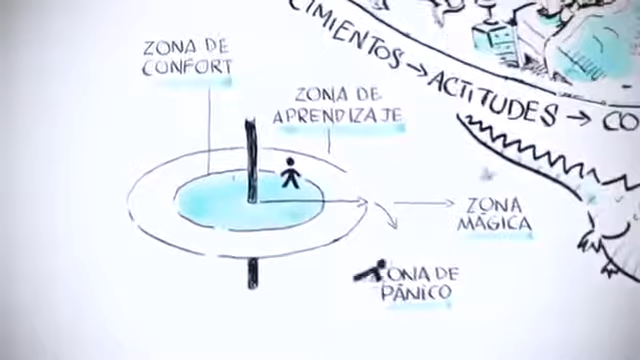 CIMIENTOS → ACTITUDES → CO
ZONA DE
CONFORT
ZONA DE
APRENDIZAJE
ZONA
MÁGICA
ONA DE
PÁNICO